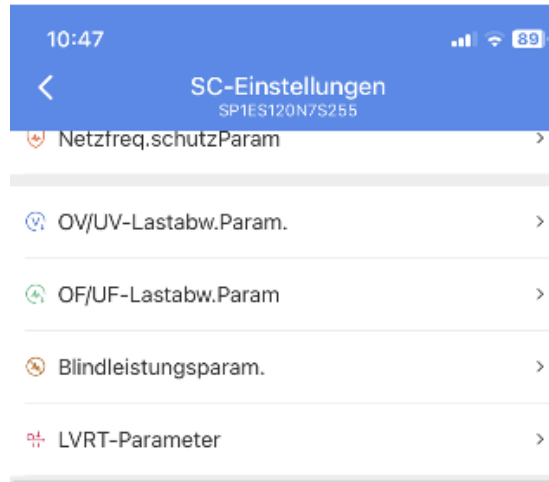 10:47
89
SC-Einstellungen
SP1ES120N7S255
Netzfreq.schutzParam
OV/UV-Lastabw.Param.
OF/UF-Lastabw.Param
Blindleistungsparam.
LVRT-Parameter